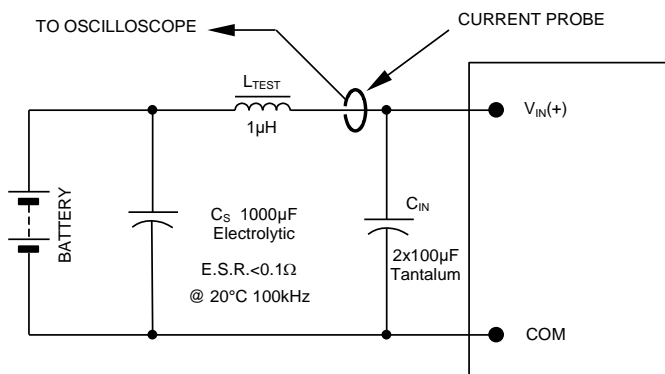 TO OSCILLOSCOPE
CURRENT PROBE
LTEST
1µH
VIN(+)
BATTERY
CS 1000µF
Electrolytic
E.S.R.<0.1Ω
@ 20°C 100kHz
CIN
2x100µF
Tantalum
COM